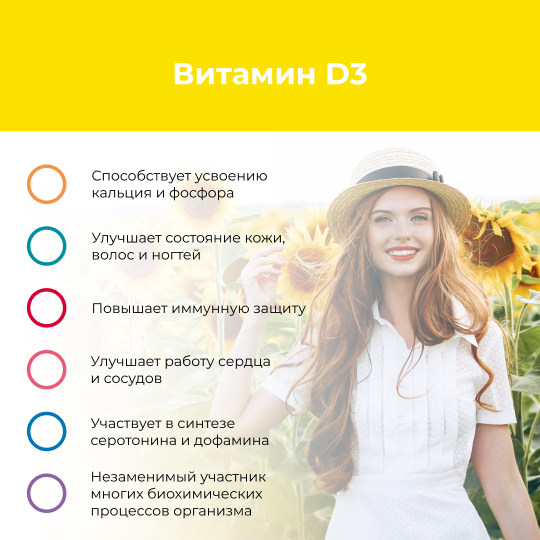 Витамин D3
Способствует усвоению
кальция и фосфора
Улучшает состояние кожи,
волос и ногтей
Повышает иммунную защиту
Улучшает работу сердца
и сосудов
Участвует в синтезе
серотонина и дофамина
Незаменимый участник
многих биохимических
процессов организма